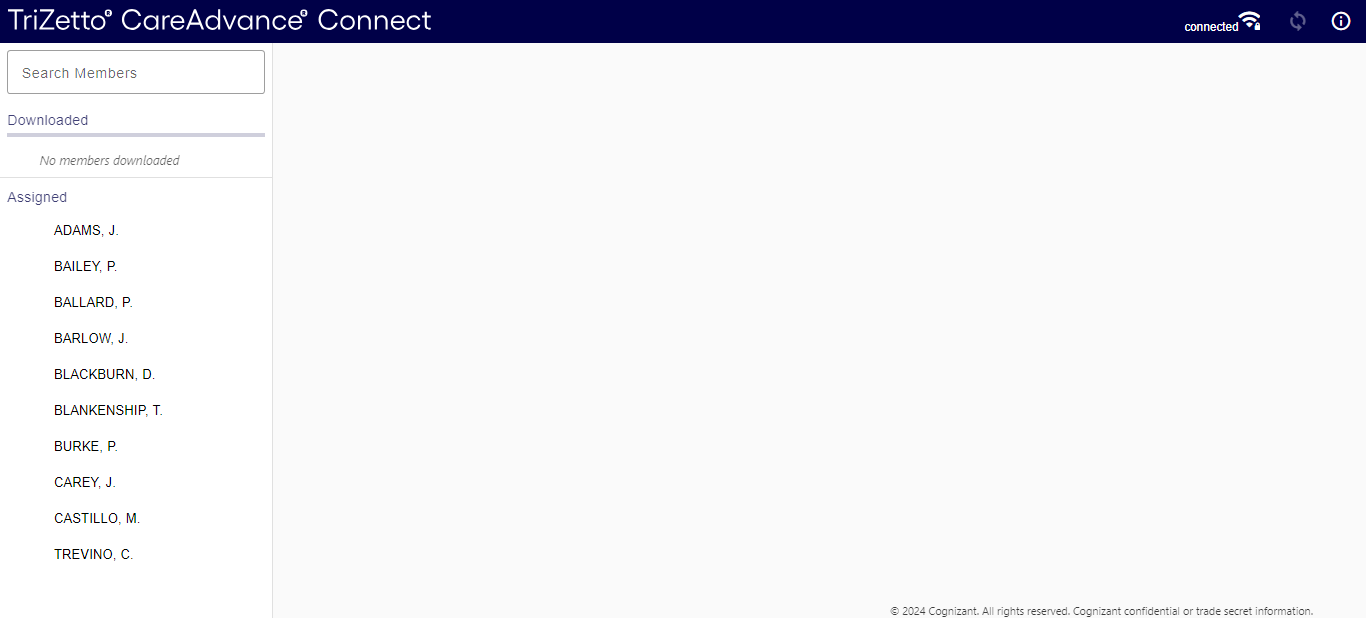 TriZetto® CareAdvance® Connect
connected
Search Members
Downloaded
No members downloaded
Assigned
ADAMS, J.
BAILEY, P.
BALLARD, P.
BARLOW, J.
BLACKBURN, D.
BLANKENSHIP, T.
BURKE, P.
CAREY, J.
CASTILLO, M.
TREVINO, C.
© 2024 Cognizant. All rights reserved. Cognizant confidential or trade secret information.